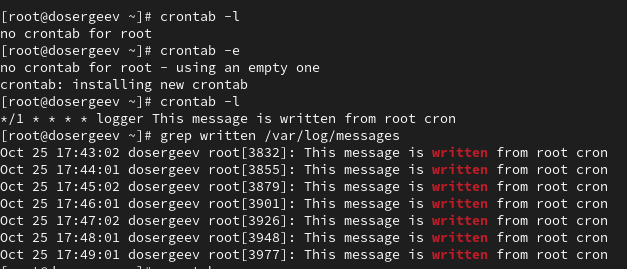 [root@dosergeev ~]# crontab -l
no crontab for root
[root@dosergeev ~]# crontab -e
no crontab for root - using an empty one
crontab: installing new crontab
[root@dosergeev ~]# crontab -l
*/1 * * * * logger This message is written from root cron
[root@dosergeev ~]# grep written /var/log/messages
Oct 25 17:43:02 dosergeev root[3832]: This message is written from root cron
Oct 25 17:44:01 dosergeev root[3855]: This message is written from root cron
Oct 25 17:45:02 dosergeev root[3879]: This message is written from root cron
Oct 25 17:46:01 dosergeev root[3901]: This message is written from root cron
Oct 25 17:47:02 dosergeev root[3926]: This message is written from root cron
Oct 25 17:48:01 dosergeev root[3948]: This message is written from root cron
Oct 25 17:49:01 dosergeev root[3977]: This message is written from root cron